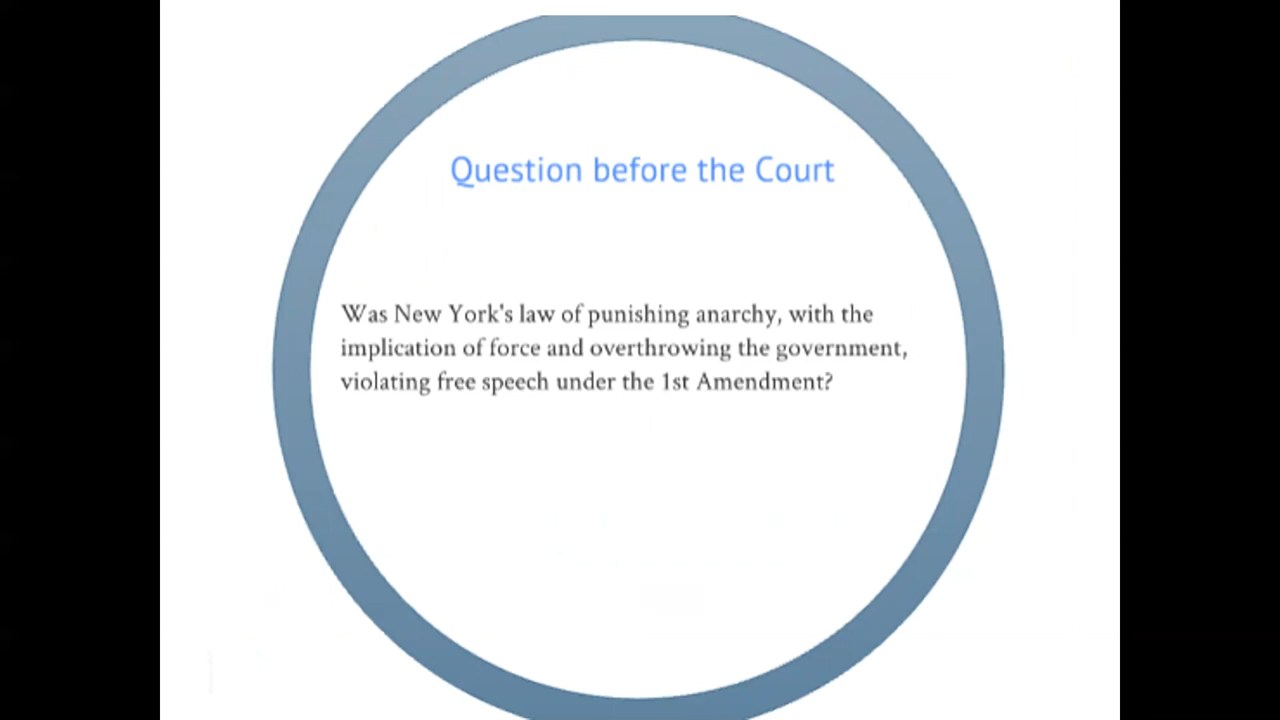 Question before the Court
Was New York's law of punishing anarchy, with the
implication of force and overthrowing the government,
violating free speech under the 1st Amendment?